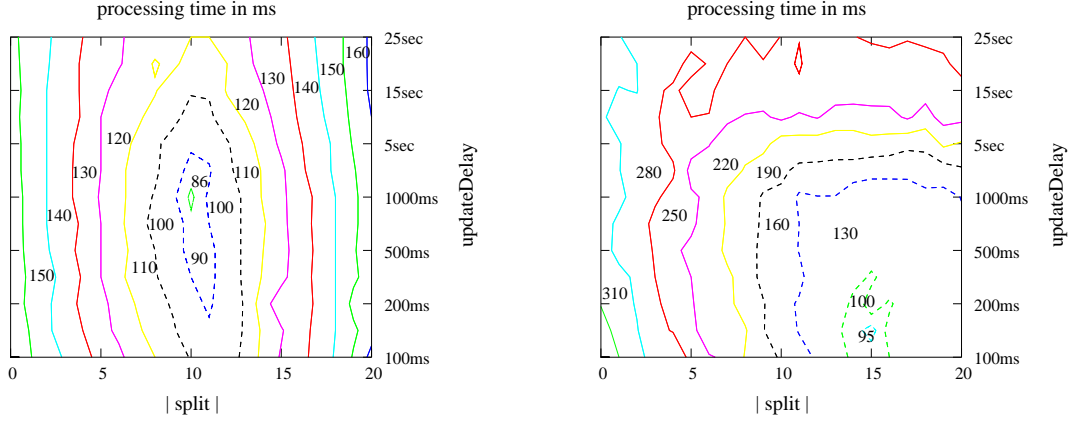 processing time in ms
25sec
160
150
130
140
15sec
120
120
5sec
130
110
86
1000ms
140
100
100
500ms
90
110
150
200ms
100ms
0
5
10
15
20
| split |
updateDelay
processing time in ms
25sec
15sec
5sec
220
280
190
1000ms
250
160
130
500ms
310
100
200ms
95
100ms
0
5
10
15
20
| split |
updateDelay